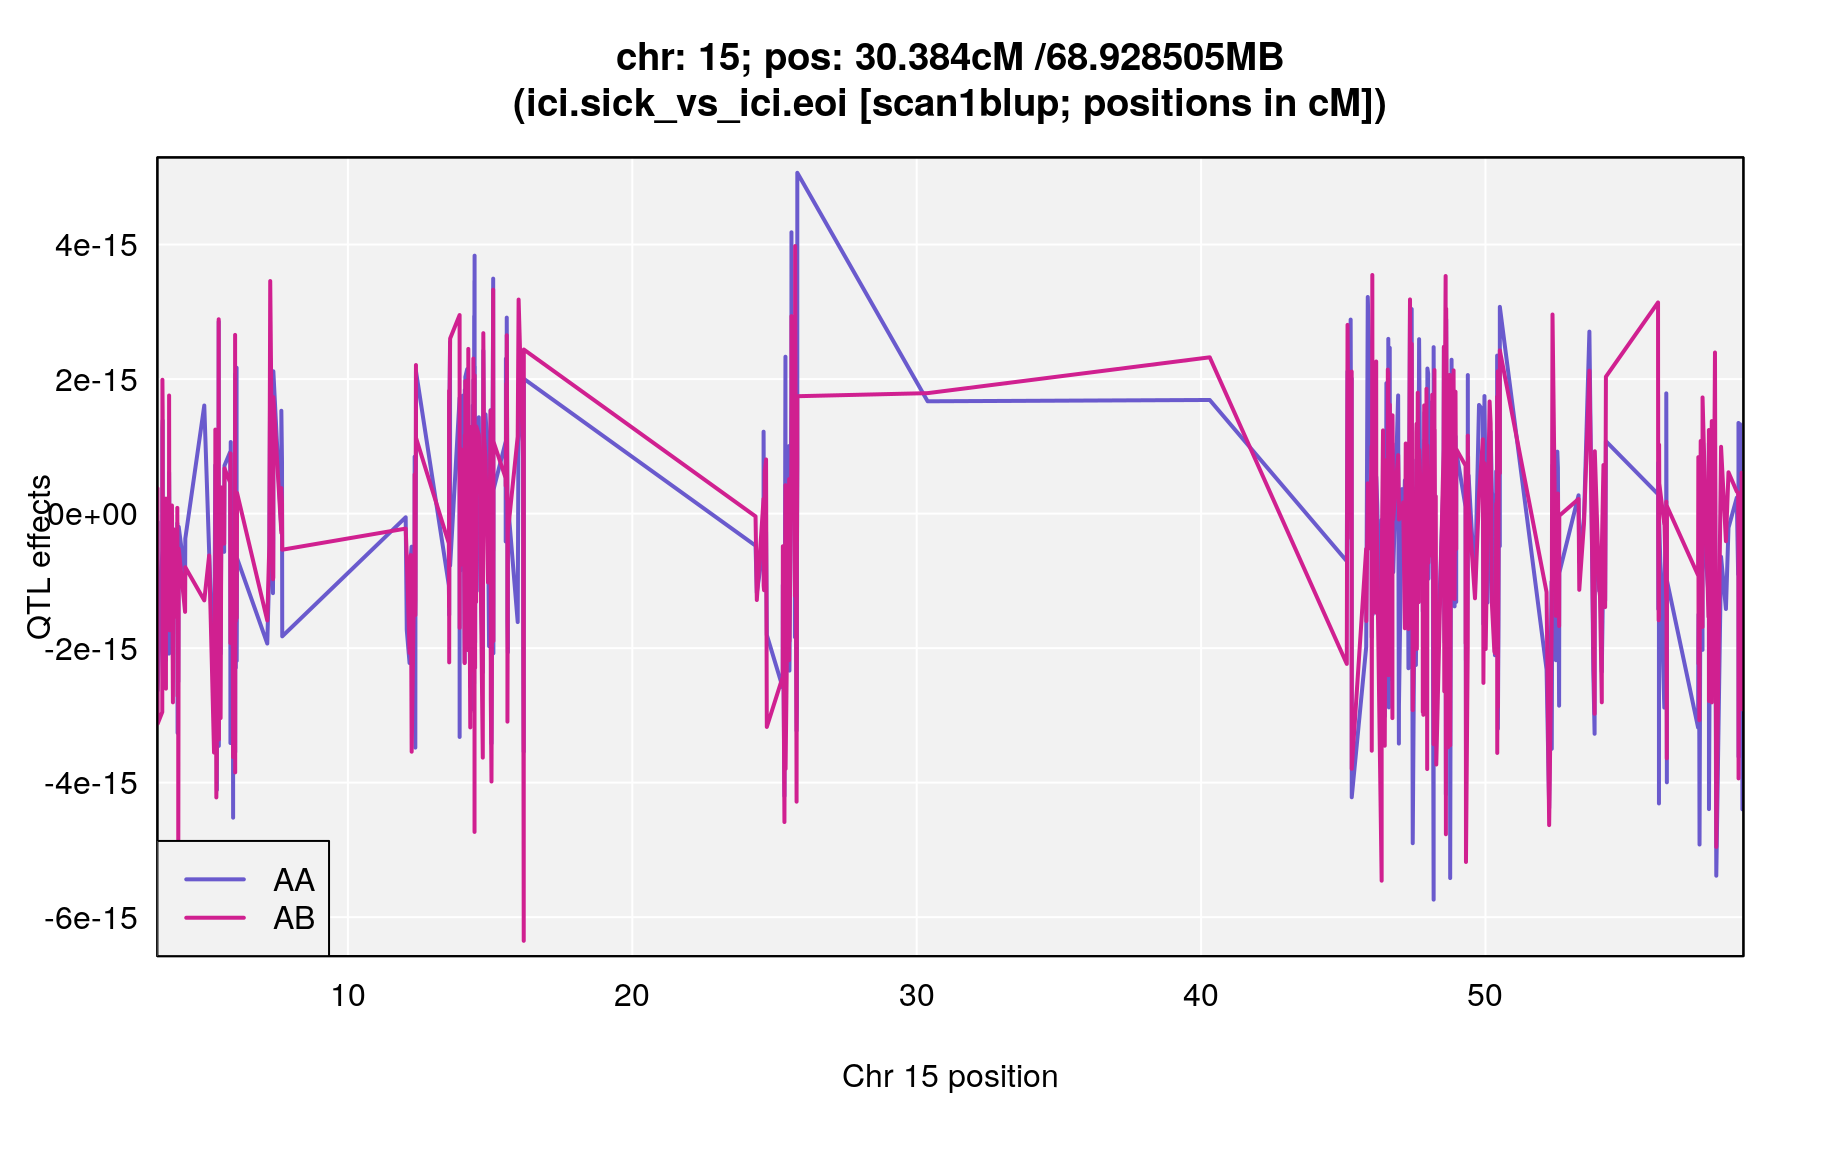 chr: 15; pos: 30.384cM /68.928505MB
(ici.sick_vs_ici.eoi [scan1blup; positions in cM])
QTL effects
4e-15
2e-15
0e+00
-2e-15
-4e-15
-6e-15
AA
AB
10
20
30
40
50
Chr 15 position